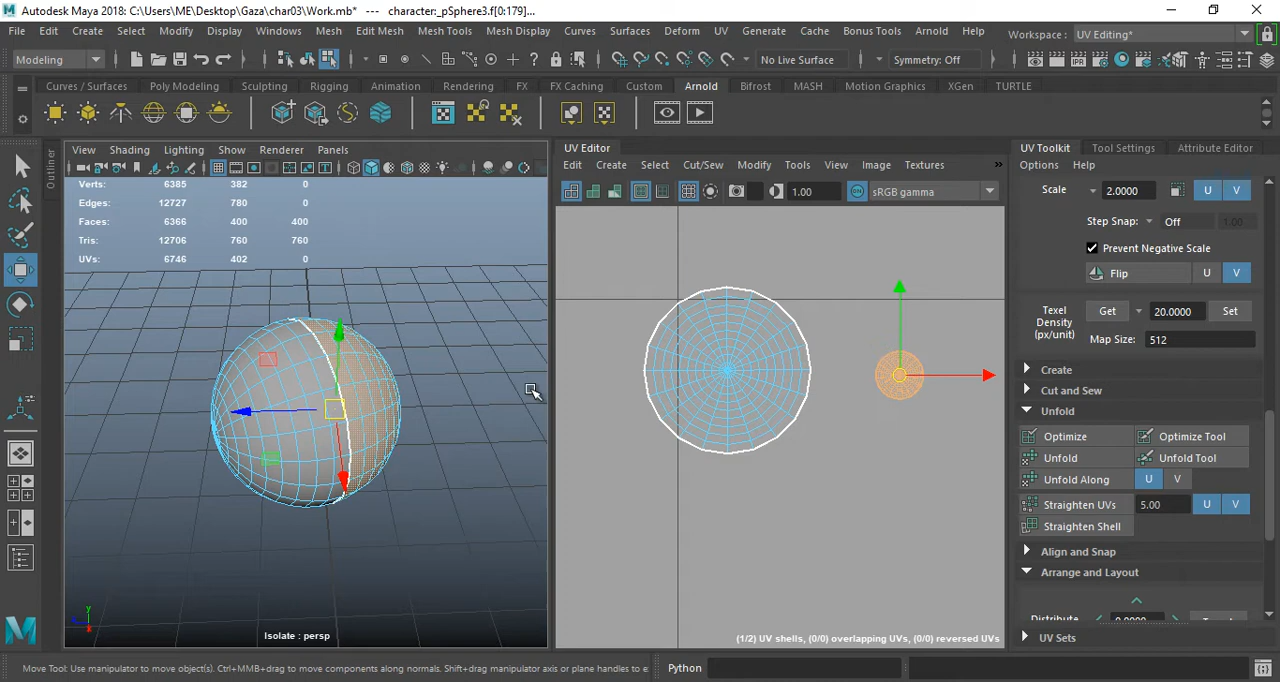 Autodesk Maya 2018: C:\Users\ME\Desktop\Gaza\char03\Work.mb* --- character:_pSphere3.f[0:179]...
File Edit Create Select Modify Display Windows Mesh Edit Mesh Mesh Tools Mesh Display Curves Surfaces Deform UV Generate Cache Bonus Tools Arnold Help Workspace : UV Editing*
Modeling No Live Surface Symmetry: Off IPR
Curves / Surfaces Poly Modeling Sculpting Rigging Animation Rendering FX FX Caching Custom Arnold Bifrost MASH Motion Graphics XGen TURTLE
Outliner
View Shading Lighting Show Renderer Panels
Verts: 6385 382 0
Edges: 12727 780 0
Faces: 6366 400 400
Tris: 12706 760 760
UVs: 6746 402 0
y
Isolate : persp
UV Editor
Edit Create Select Cut/Sew Modify Tools View Image Textures »
1.00 ON sRGB gamma
(1/2) UV shells, (0/0) overlapping UVs, (0/0) reversed UVs
UV Toolkit Tool Settings Attribute Editor
Options Help
Scale 2.0000 U V
Step Snap: Off 1.00
Prevent Negative Scale
Flip U V
Texel Density (px/unit) Get 20.0000 Set
Map Size: 512
Create
Cut and Sew
Unfold
Optimize Optimize Tool
Unfold Unfold Tool
Unfold Along U V
Straighten UVs 5.00 U V
Straighten Shell
Align and Snap
Arrange and Layout
Distribute 0.0000
UV Sets
Move Tool: Use manipulator to move object(s). Ctrl+MMB+drag to move components along normals. Shift+drag manipulator axis or plane handles to e
Python